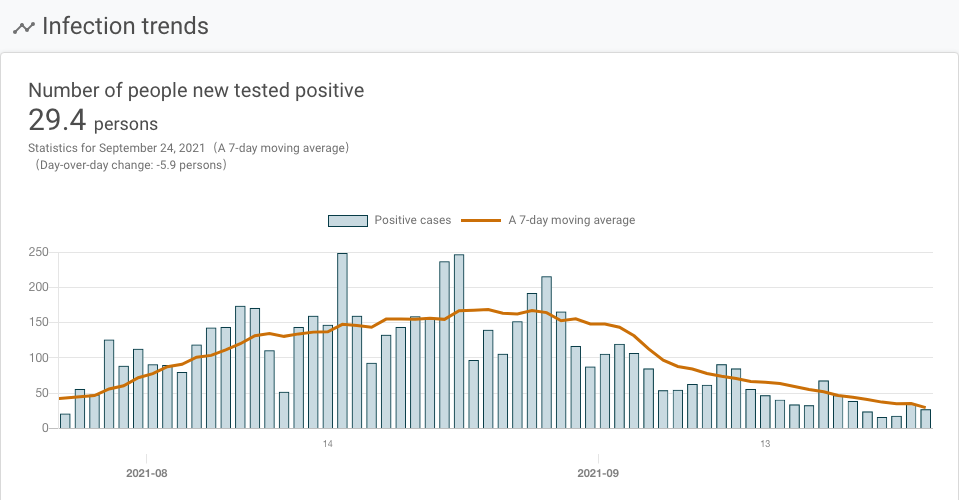 Infection trends
Number of people new tested positive
29.4 persons
Statistics for September 24, 2021（A 7-day moving average）
（Day-over-day change: -5.9 persons）
Positive cases A 7-day moving average
250
200
150
100
50
0
14 13
2021-08 2021-09